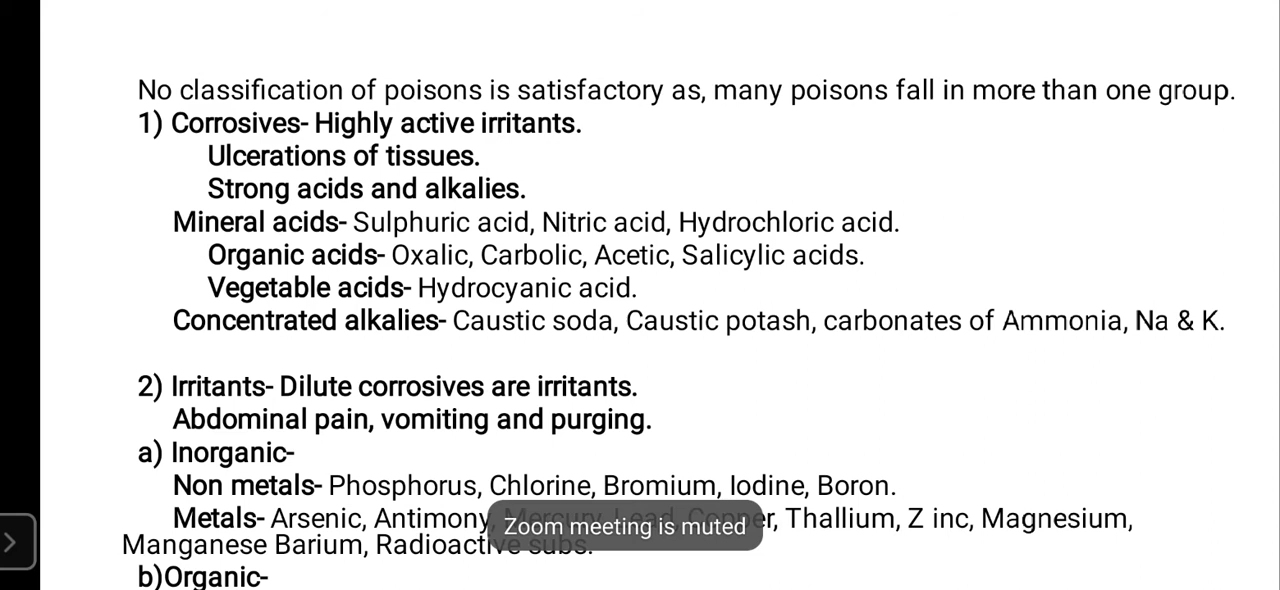 No classification of poisons is satisfactory as, many poisons fall in more than one group.
1) Corrosives- Highly active irritants.
Ulcerations of tissues.
Strong acids and alkalies.
Mineral acids- Sulphuric acid, Nitric acid, Hydrochloric acid.
Organic acids- Oxalic, Carbolic, Acetic, Salicylic acids.
Vegetable acids- Hydrocyanic acid.
Concentrated alkalies- Caustic soda, Caustic potash, carbonates of Ammonia, Na & K.
2) Irritants- Dilute corrosives are irritants.
Abdominal pain, vomiting and purging.
a) Inorganic-
Non metals- Phosphorus, Chlorine, Bromium, Iodine, Boron.
Metals- Arsenic, Antimony, Mercury, Lead, Copper, Thallium, Z inc, Magnesium,
Zoom meeting is muted
Manganese Barium, Radioactive subs.
b)Organic-